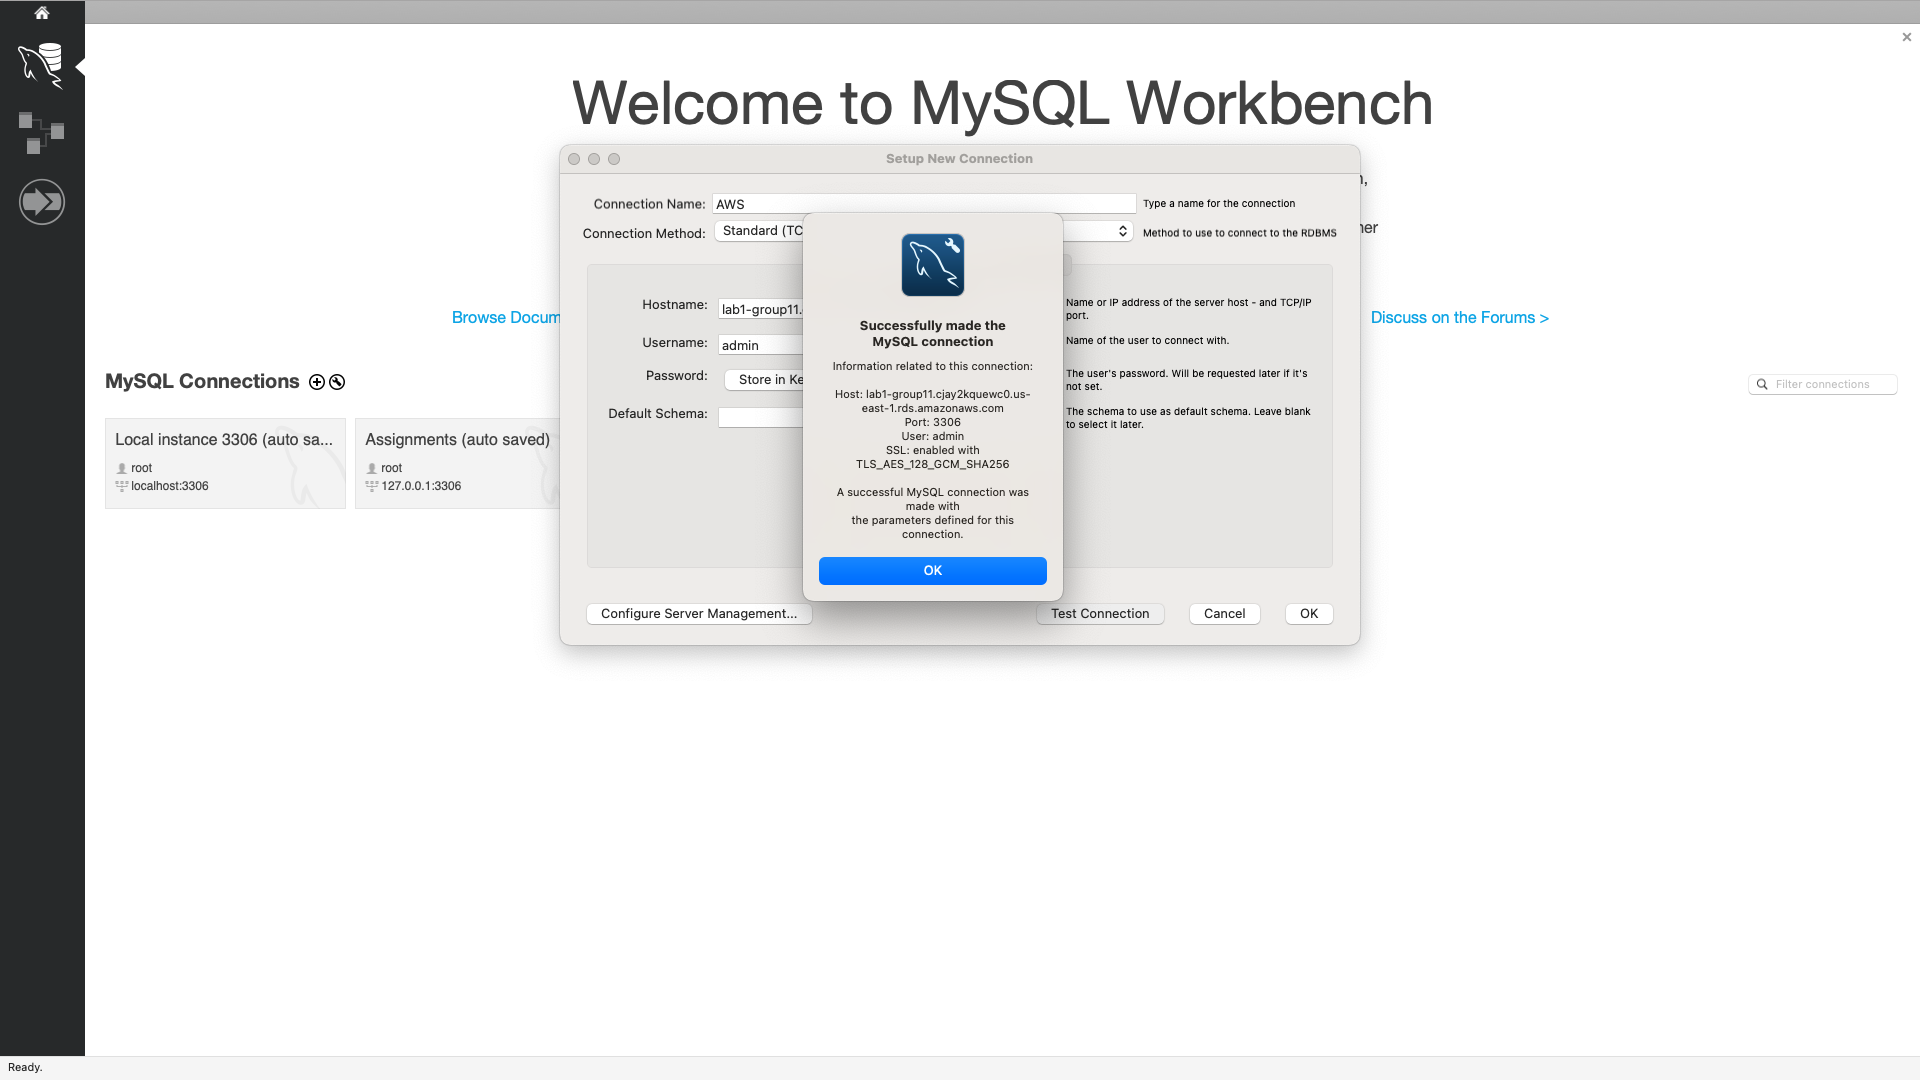 Welcome to MySQL Workbench
Setup New Connection
Connection Name:
AWS
Type a name for the connection
Connection Method:
Standard (TC
Method to use to connect to the RDBMS
Hostname:
lab1-group11.
Name or IP address of the server host - and TCP/IP
port.
Username:
admin
Name of the user to connect with.
Password:
Store in Ke
The user's password. Will be requested later if it's
not set.
Default Schema:
The schema to use as default schema. Leave blank
to select it later.
Successfully made the
MySQL connection
Information related to this connection:
Host: lab1-group11.cjay2kquewc0.us-
east-1.rds.amazonaws.com
Port: 3306
User: admin
SSL: enabled with
TLS_AES_128_GCM_SHA256
A successful MySQL connection was
made with
the parameters defined for this
connection.
OK
Configure Server Management...
Test Connection
Cancel
OK
Browse Docum
Discuss on the Forums >
MySQL Connections
Filter connections
Local instance 3306 (auto sa...
root
localhost:3306
Assignments (auto saved)
root
127.0.0.1:3306
Ready.